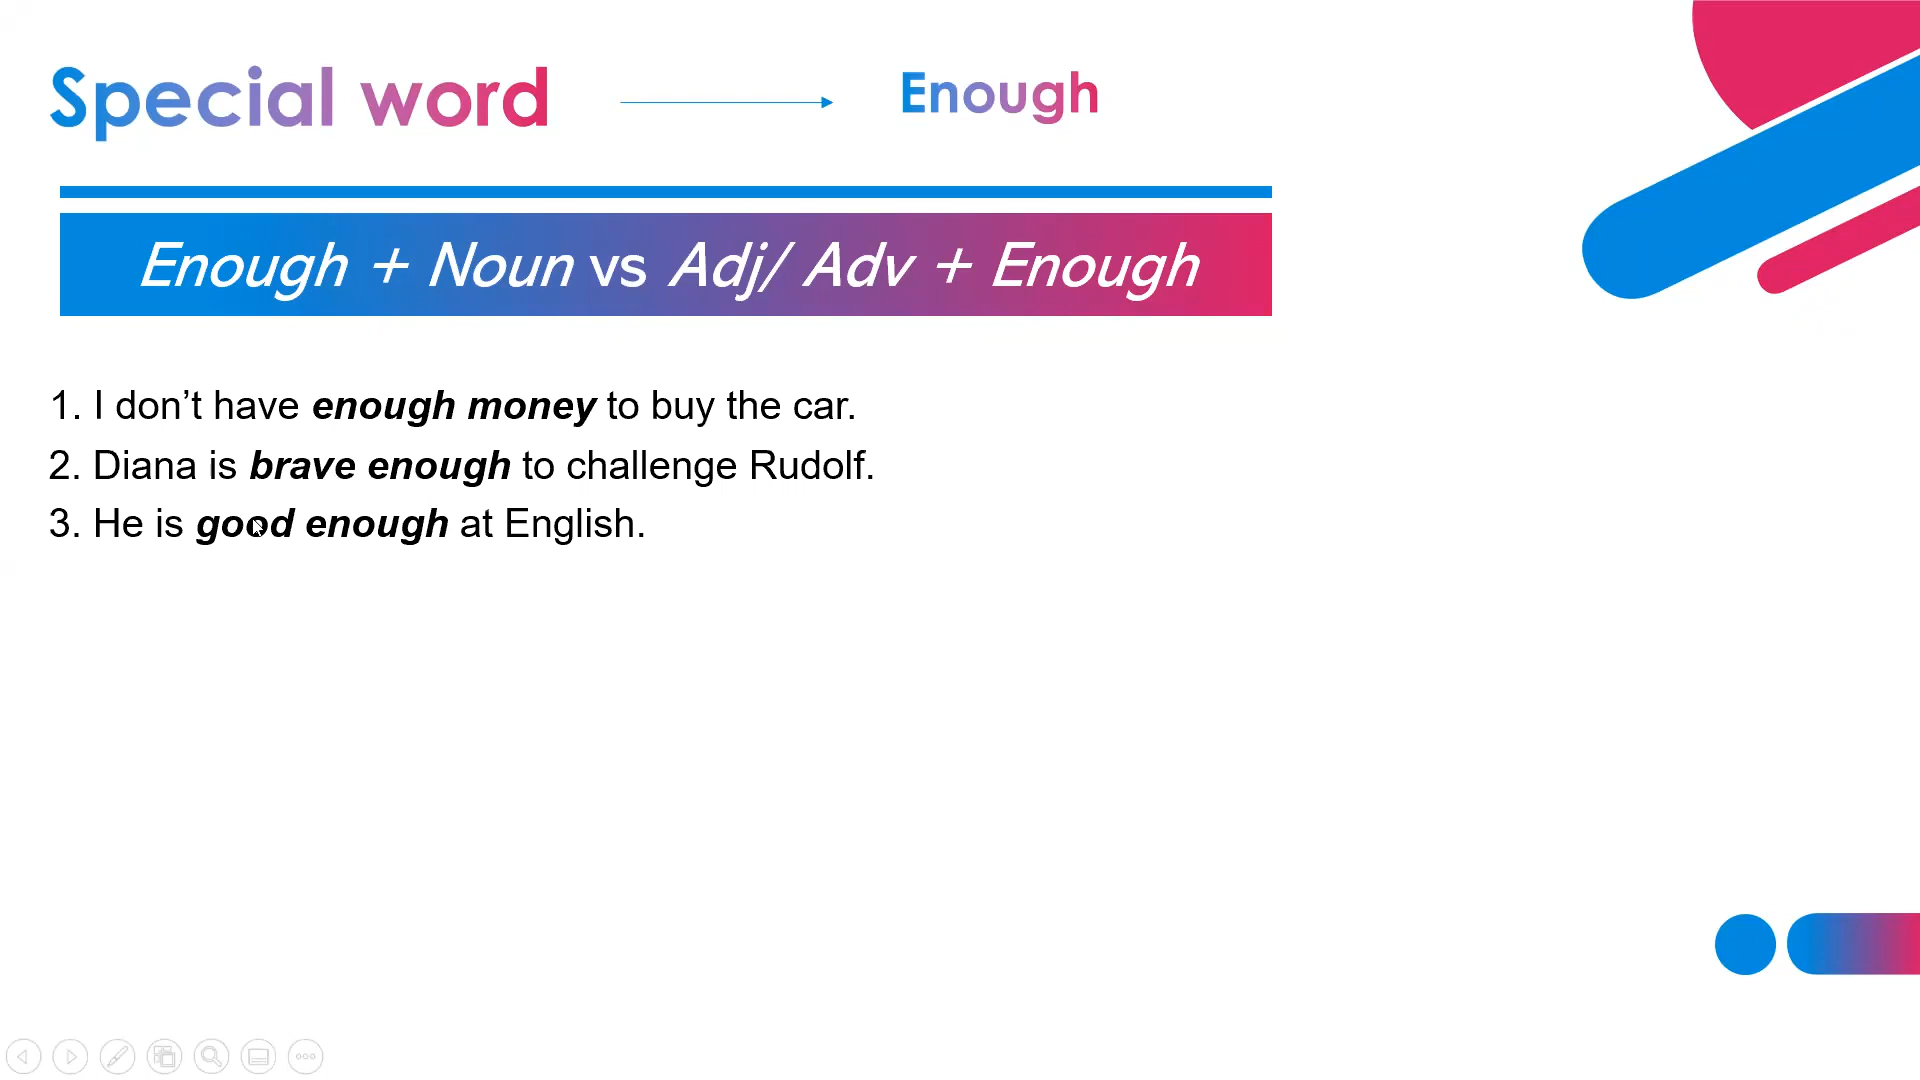 Special word
Enough
Enough + Noun vs Adj/ Adv + Enough
1. I don’t have enough money to buy the car.
2. Diana is brave enough to challenge Rudolf.
3. He is good enough at English.